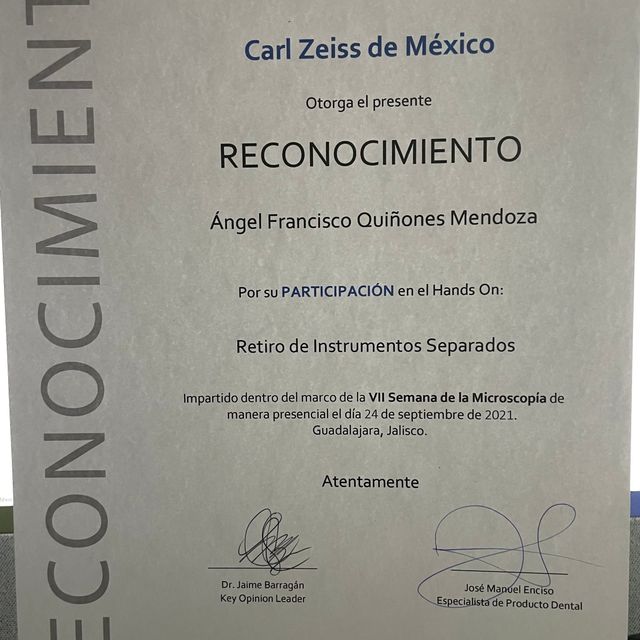 RECONOCIMIENT
Carl Zeiss de México
Otorga el presente
RECONOCIMIENTO
Ángel Francisco Quiñones Mendoza
Por su PARTICIPACIÓN en el Hands On:
Retiro de Instrumentos Separados
Impartido dentro del marco de la VII Semana de la Microscopía de
manera presencial el día 24 de septiembre de 2021.
Guadalajara, Jalisco.
Atentamente
Dr. Jaime Barragán
Key Opinion Leader
José Manuel Enciso
Especialista de Producto Dental